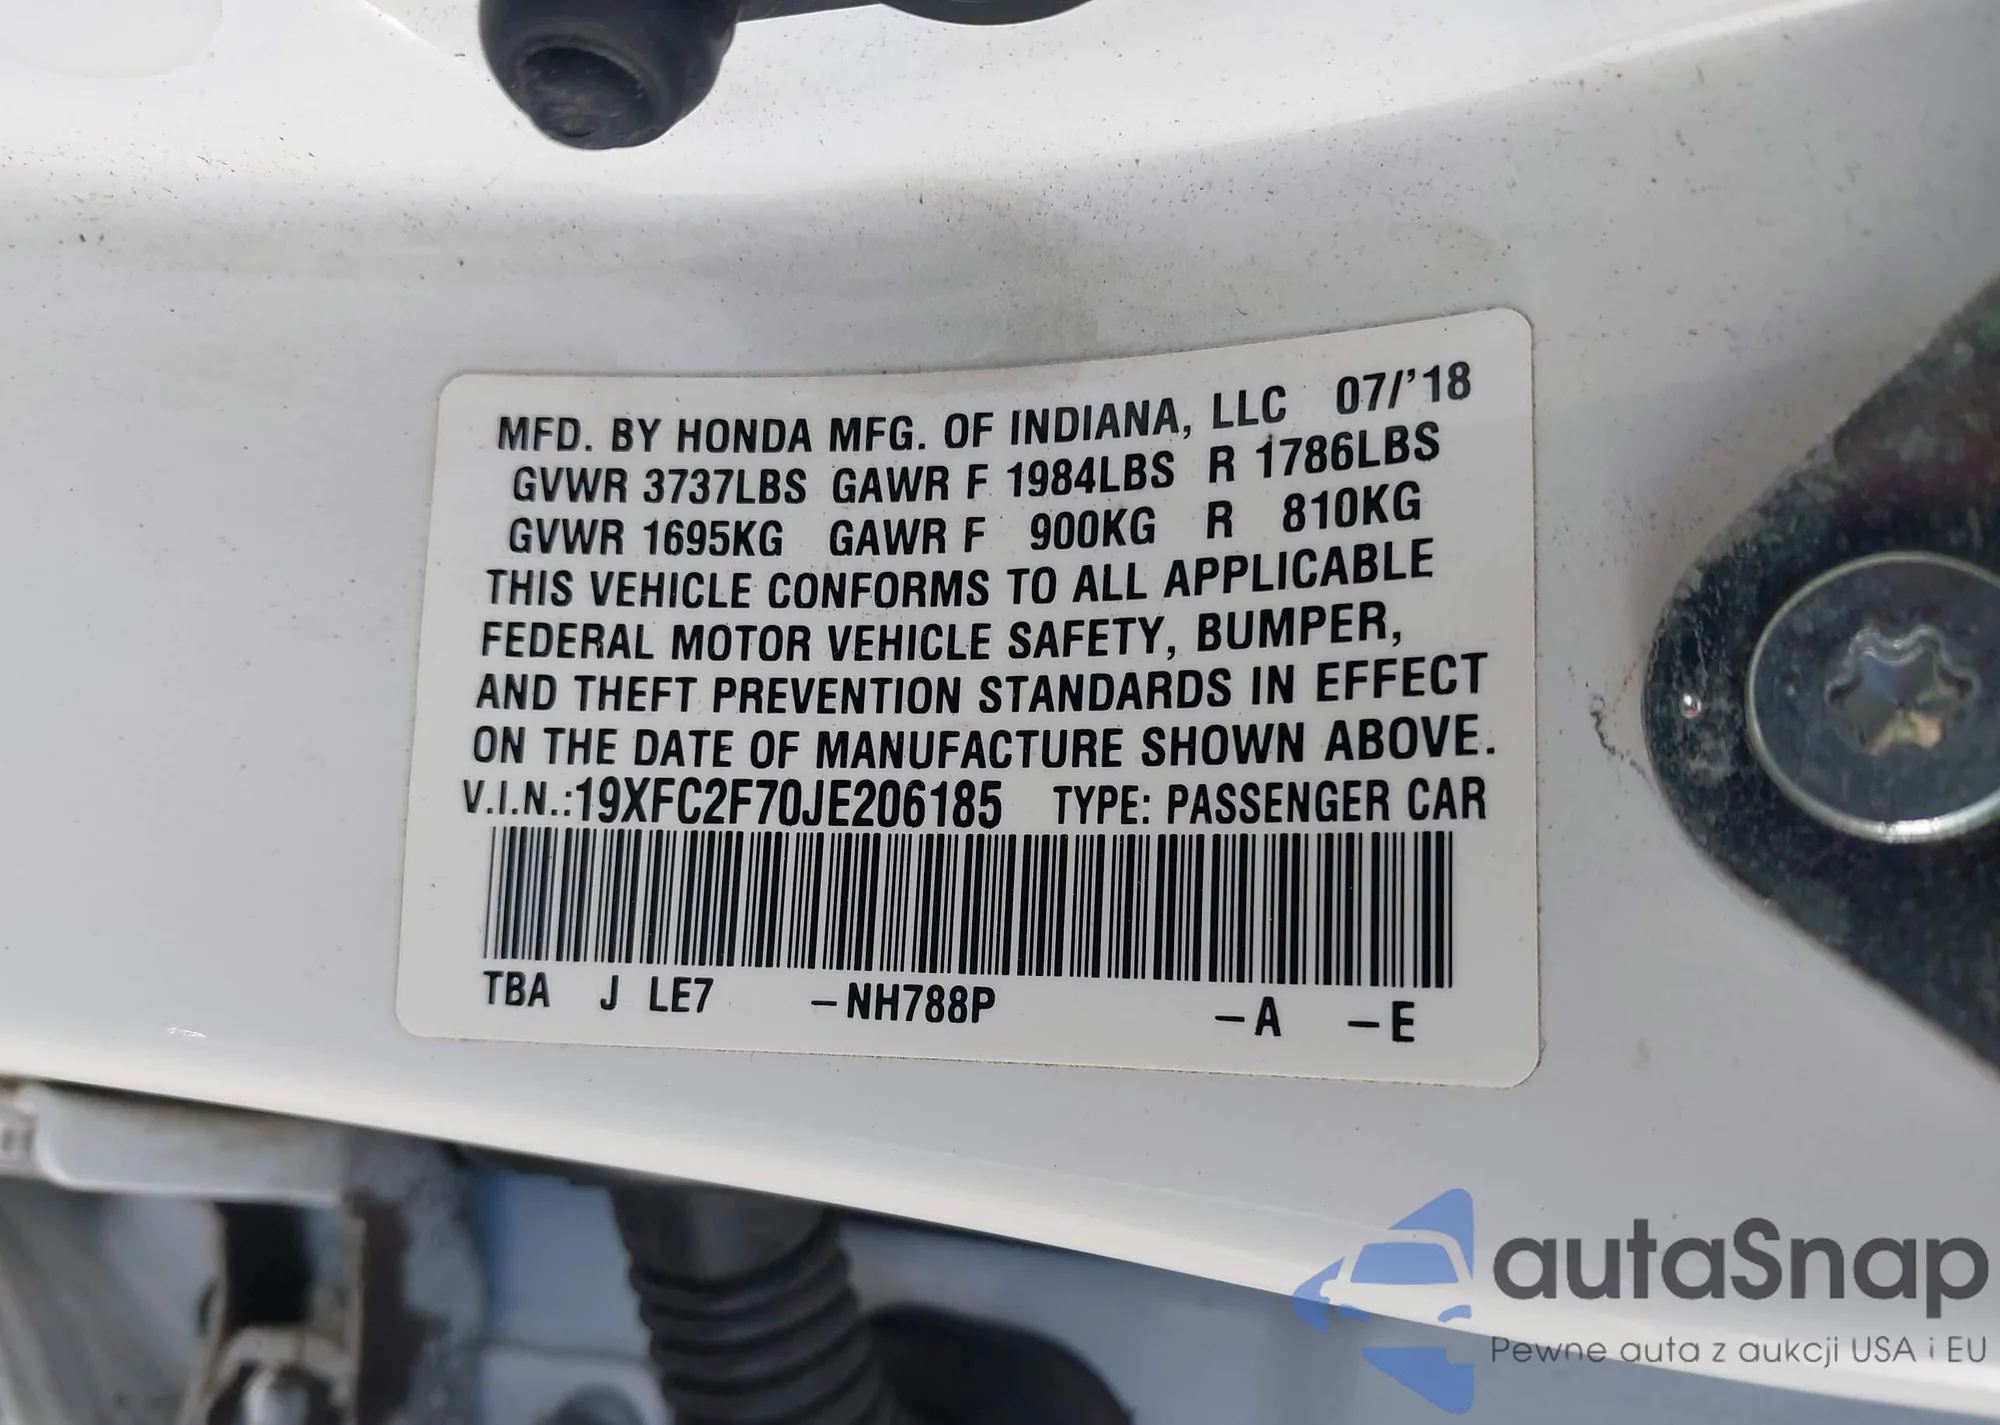 MFD. BY HONDA MFG. OF INDIANA, LLC 07/'18
GVWR 3737LBS GAWR F 1984LBS R 1786LBS
GVWR 1695KG GAWR F 900KG R 810KG
THIS VEHICLE CONFORMS TO ALL APPLICABLE
FEDERAL MOTOR VEHICLE SAFETY, BUMPER,
AND THEFT PREVENTION STANDARDS IN EFFECT
ON THE DATE OF MANUFACTURE SHOWN ABOVE.
V.I.N.:19XFC2F70JE206185 TYPE: PASSENGER CAR
TBA J LE7 –NH788P –A –E
autaSnap
Pewne auta z aukcji USA i EU